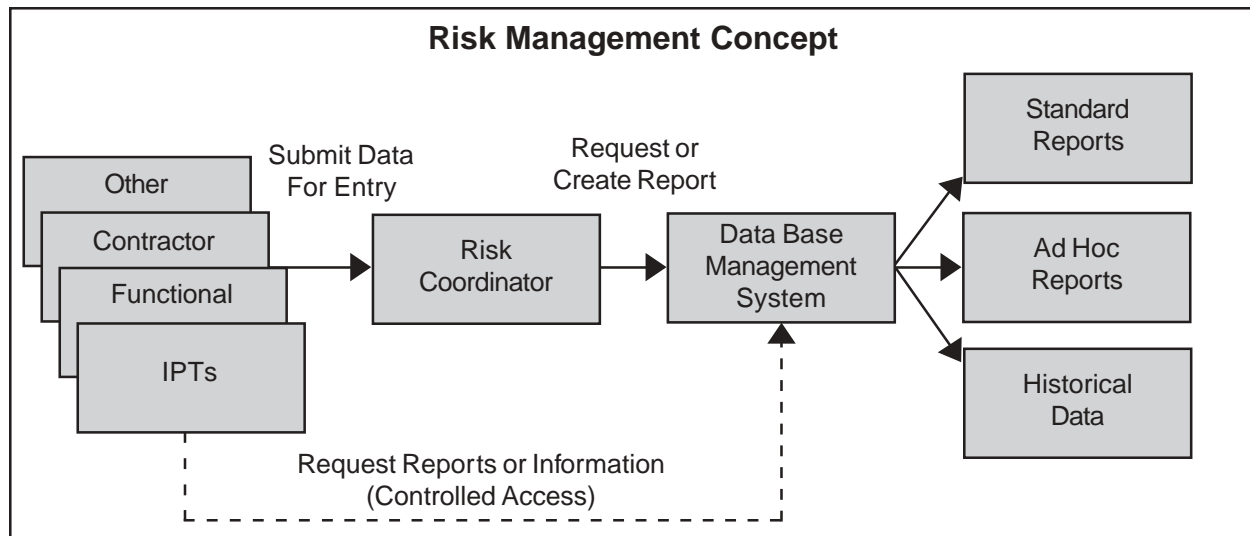 Risk Management Concept
Other
Contractor
Functional
IPTs
Submit Data
For Entry
Risk
Coordinator
Request or
Create Report
Data Base
Management
System
Standard
Reports
Ad Hoc
Reports
Historical
Data
Request Reports or Information
(Controlled Access)